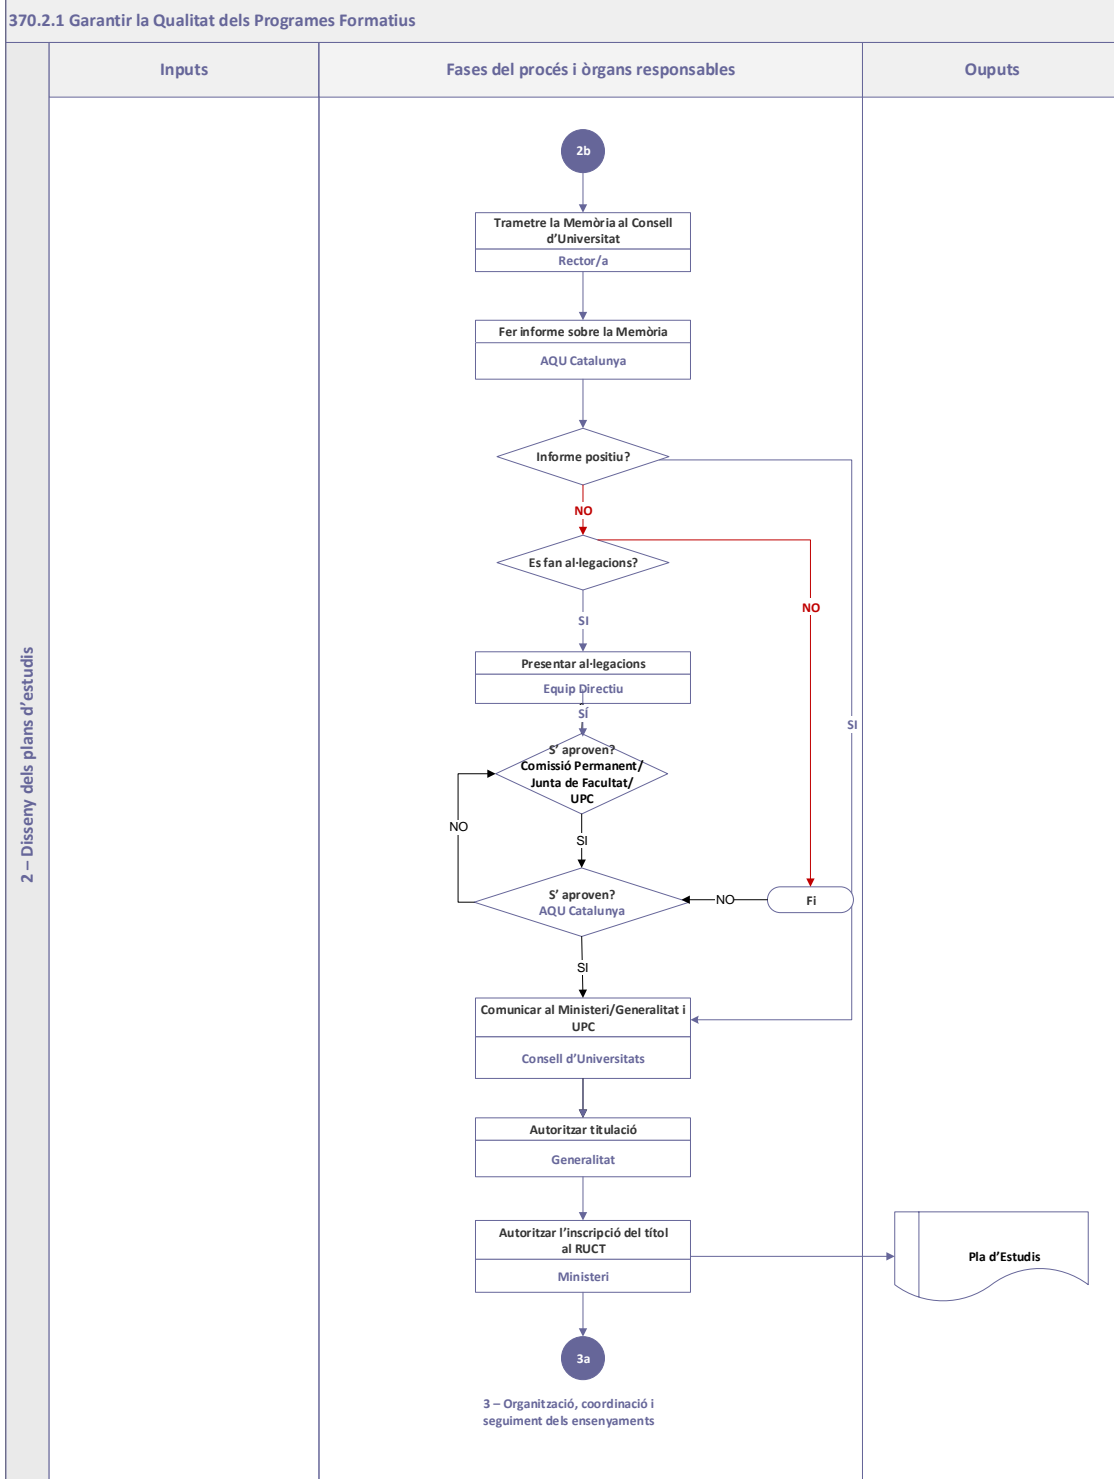 370.2.1 Garantir la Qualitat dels Programes Formatius
Inputs
Fases del procés i òrgans responsables
Ouputs
2 – Disseny dels plans d'estudis
2b
Trametre la Memòria al Consell
d'Universitat
Rector/a
Fer informe sobre la Memòria
AQU Catalunya
Informe positiu?
NO
Es fan al·legacions?
NO
SI
Presentar al·legacions
Equip Directiu
SÍ
SI
S' aproven?
Comissió Permanent/
Junta de Facultat/
UPC
NO
SI
S' aproven?
AQU Catalunya
NO
Fi
SI
Comunicar al Ministeri/Generalitat i
UPC
Consell d'Universitats
Autoritzar titulació
Generalitat
Autoritzar l'inscripció del títol
al RUCT
Ministeri
Pla d'Estudis
3a
3 – Organització, coordinació i
seguiment dels ensenyaments